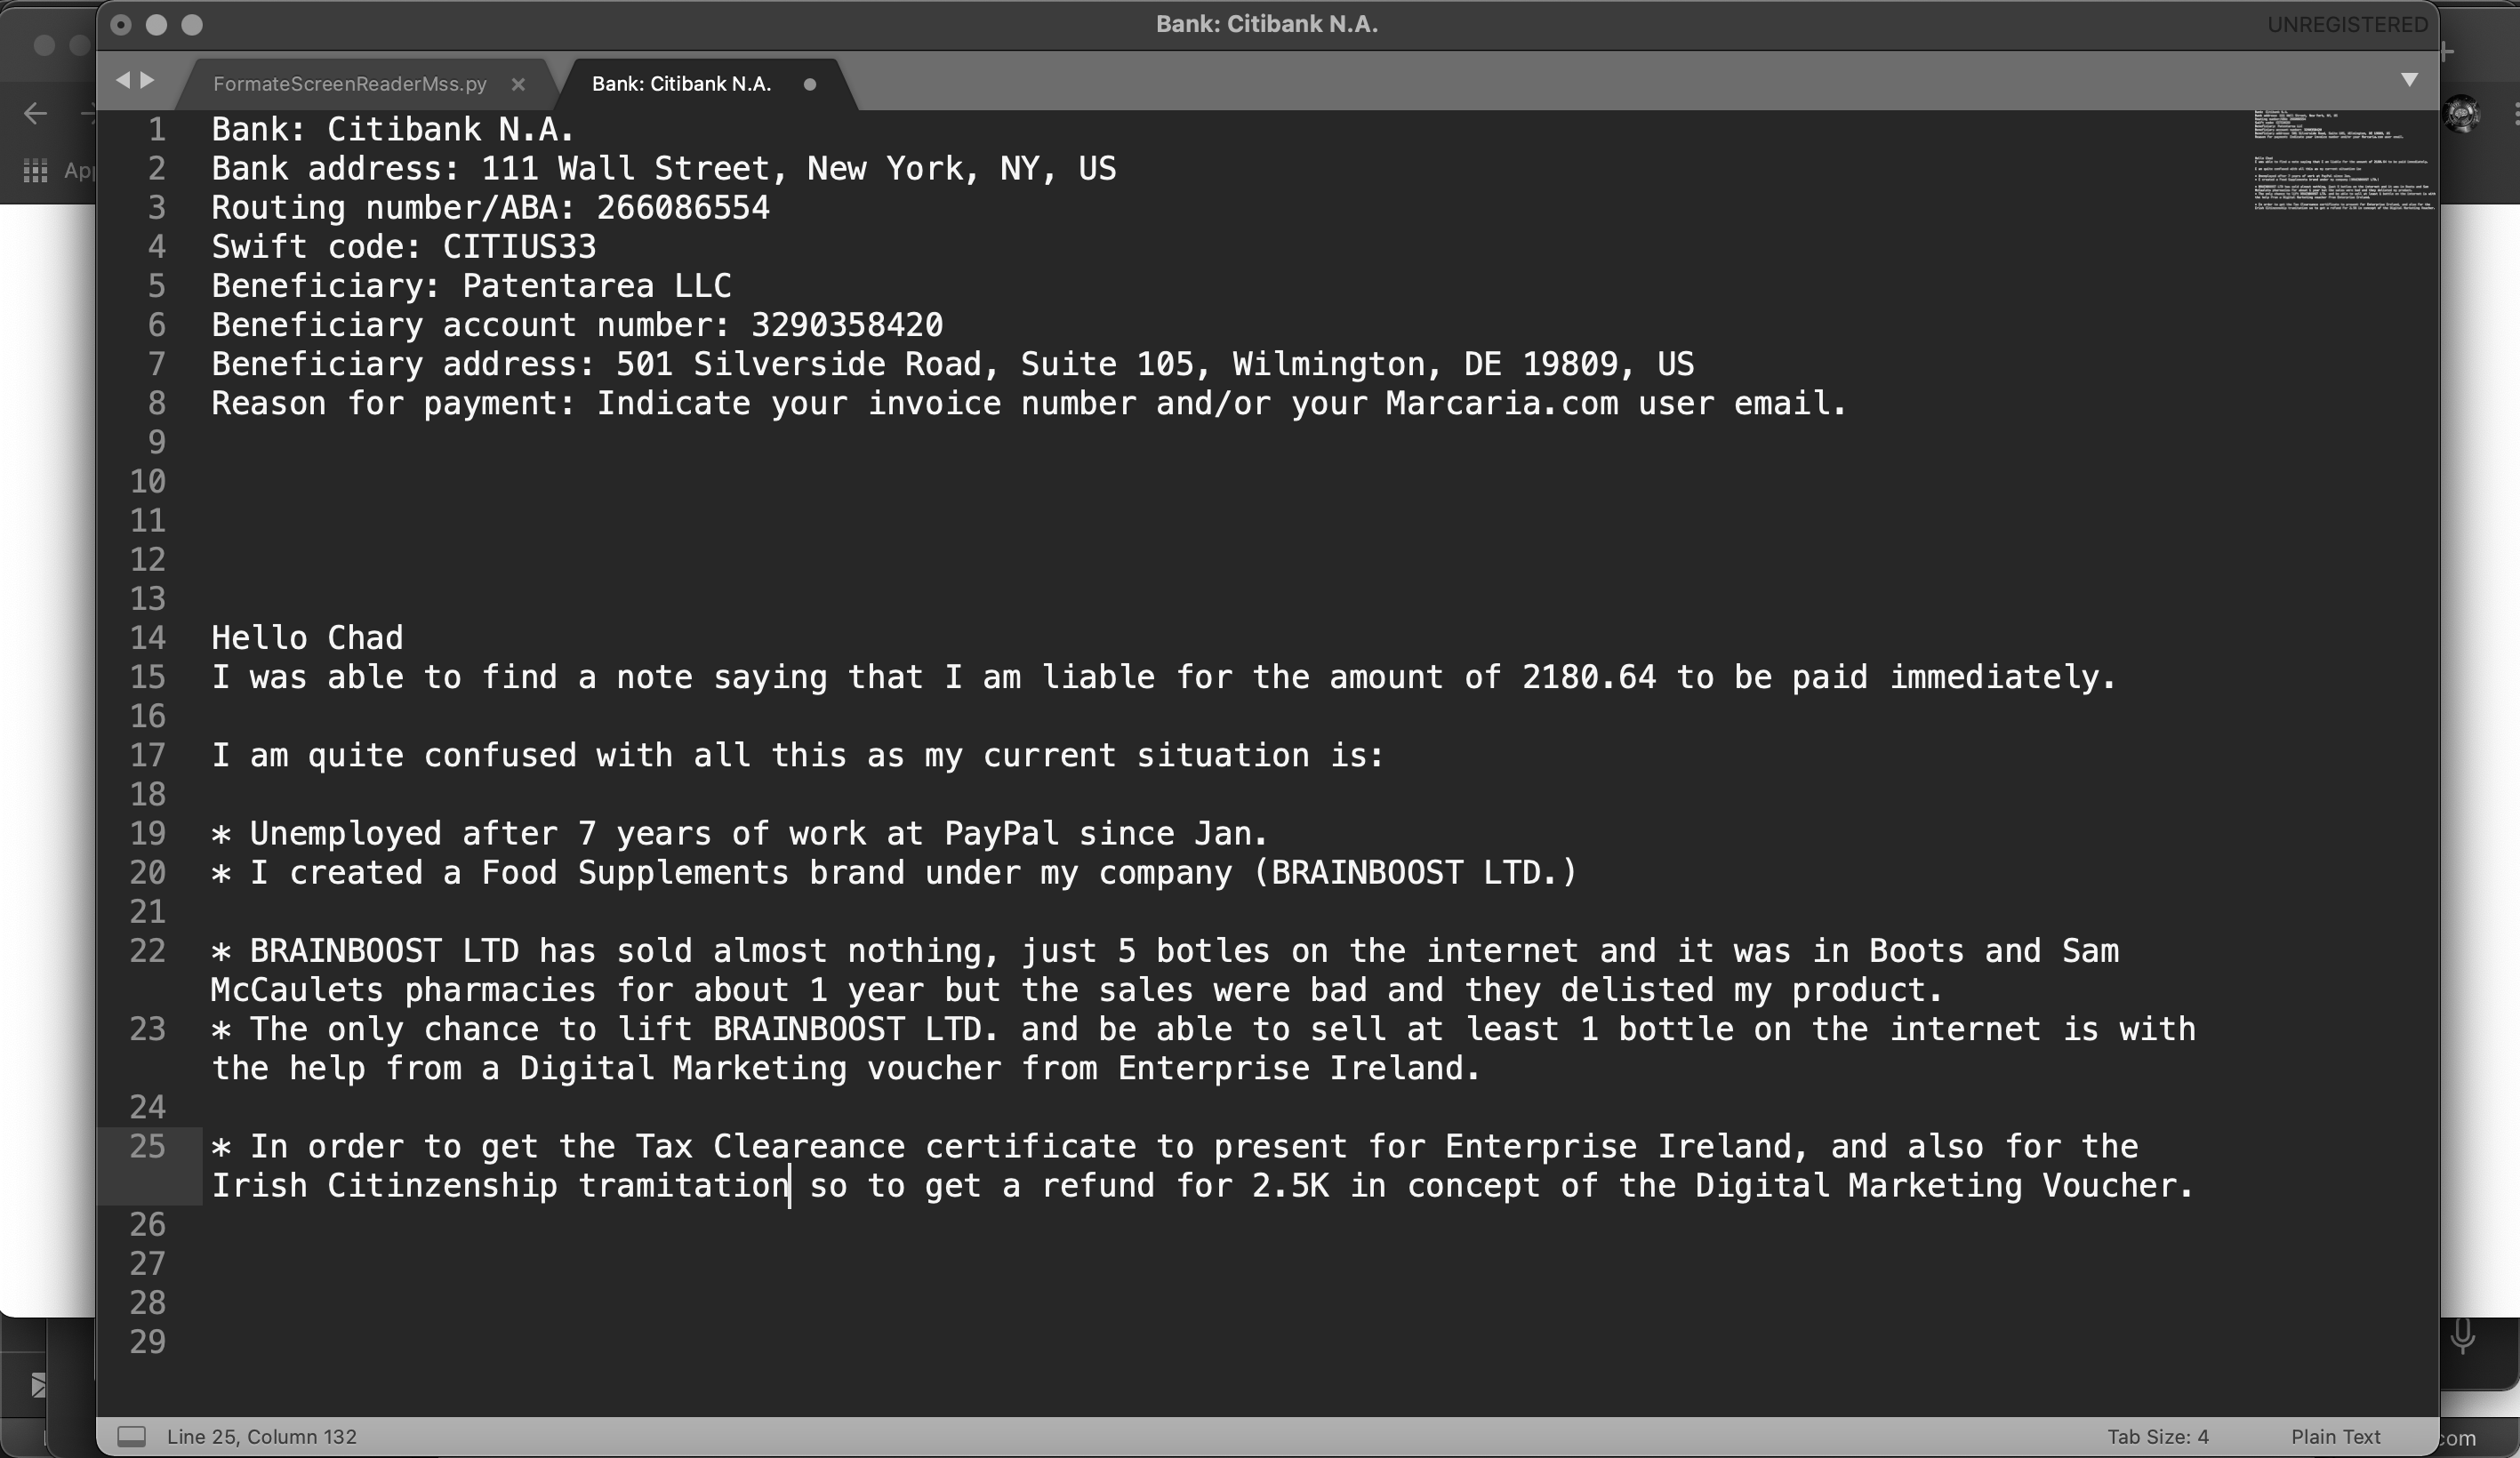 Bank: Citibank N.A.
UNREGISTERED
FormateScreenReaderMss.py
Bank: Citibank N.A.
1 Bank: Citibank N.A.
2 Bank address: 111 Wall Street, New York, NY, US
3 Routing number/ABA: 266086554
4 Swift code: CITIUS33
5 Beneficiary: Patentarea LLC
6 Beneficiary account number: 3290358420
7 Beneficiary address: 501 Silverside Road, Suite 105, Wilmington, DE 19809, US
8 Reason for payment: Indicate your invoice number and/or your Marcaria.com user email.
9
10
11
12
13
14 Hello Chad
15 I was able to find a note saying that I am liable for the amount of 2180.64 to be paid immediately.
16
17 I am quite confused with all this as my current situation is:
18
19 * Unemployed after 7 years of work at PayPal since Jan.
20 * I created a Food Supplements brand under my company (BRAINBOOST LTD.)
21
22 * BRAINBOOST LTD has sold almost nothing, just 5 botles on the internet and it was in Boots and Sam
McCaulets pharmacies for about 1 year but the sales were bad and they delisted my product.
23 * The only chance to lift BRAINBOOST LTD. and be able to sell at least 1 bottle on the internet is with
the help from a Digital Marketing voucher from Enterprise Ireland.
24
25 * In order to get the Tax Cleareance certificate to present for Enterprise Ireland, and also for the
Irish Citinzenship tramitation so to get a refund for 2.5K in concept of the Digital Marketing Voucher.
26
27
28
29
Line 25, Column 132
Tab Size: 4
Plain Text